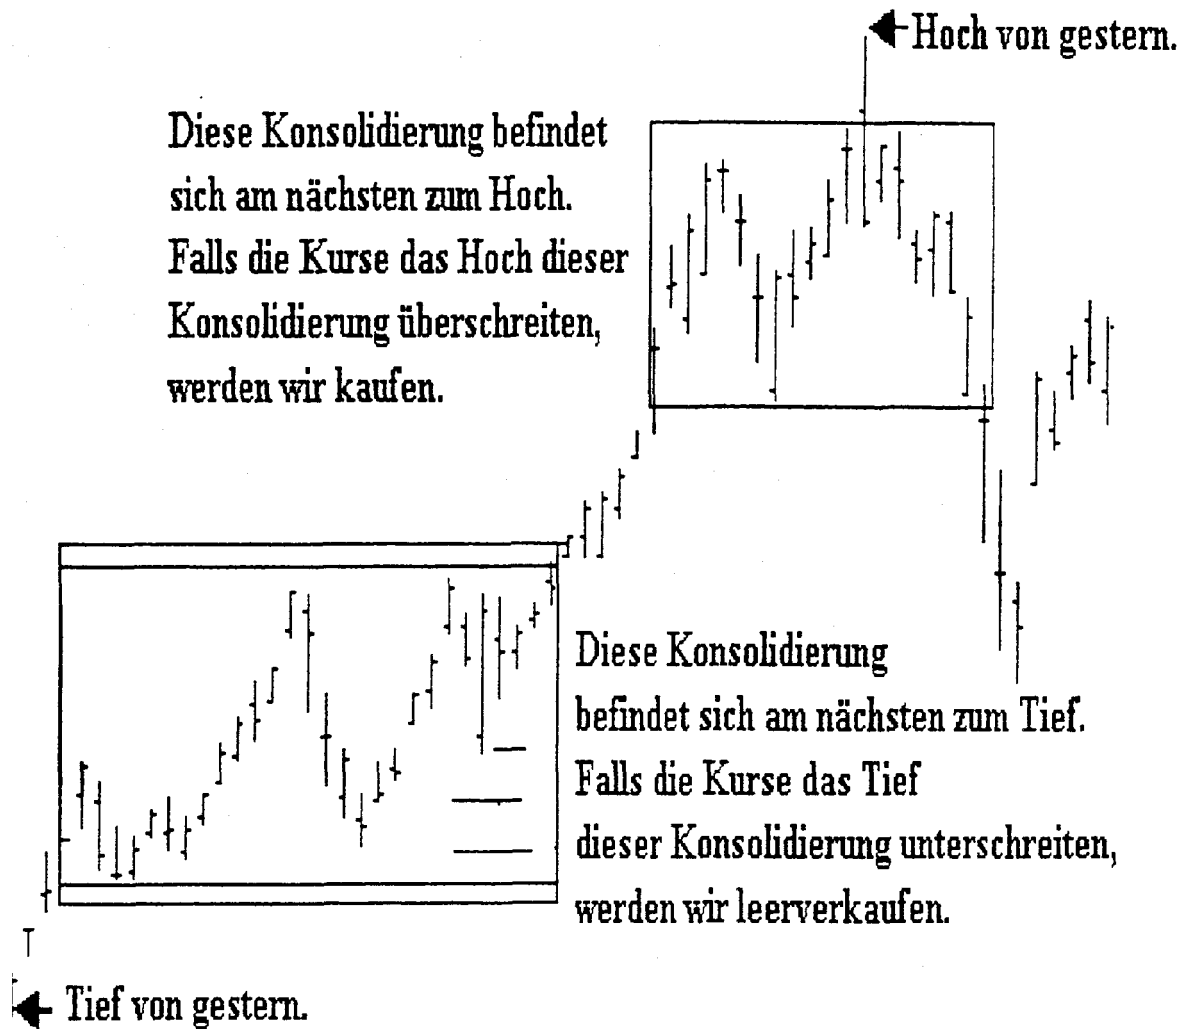 Hoch von gestern.
Diese Konsolidierung befindet
sich am nächsten zum Hoch.
Falls die Kurse das Hoch dieser
Konsolidierung überschreiten,
werden wir kaufen.
Diese Konsolidierung
befindet sich am nächsten zum Tief.
Falls die Kurse das Tief
dieser Konsolidierung unterschreiten,
werden wir leerverkaufen.
Tief von gestern.